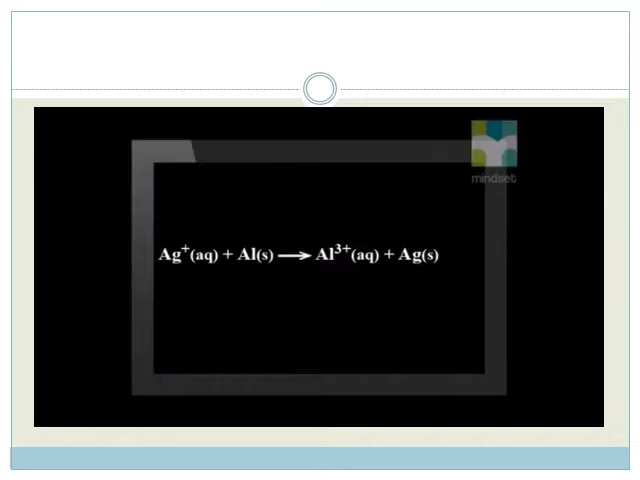 mindset
Ag⁺(aq) + Al(s) ⟶ Al³⁺(aq) + Ag(s)